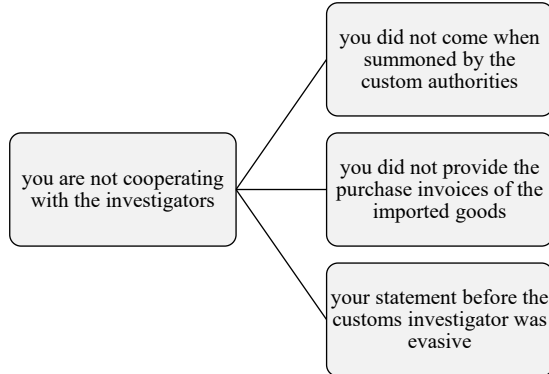 you did not come when
summoned by the
custom authorities
you are not cooperating
with the investigators
you did not provide the
purchase invoices of the
imported goods
your statement before the
customs investigator was
evasive